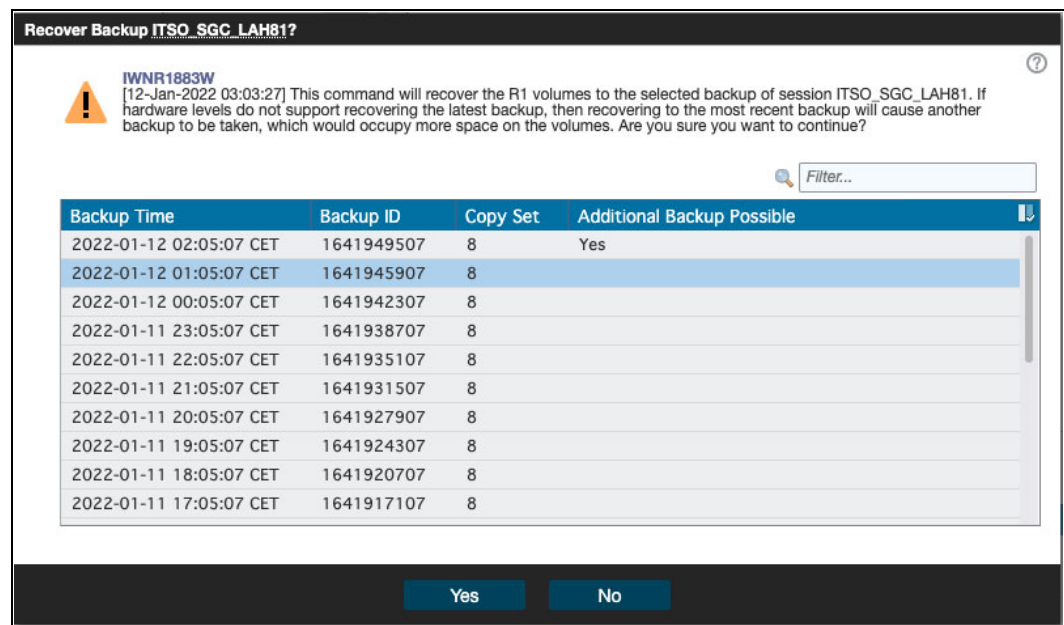 Recover Backup ITSO_SGC_LAH81?
IWNR1883W
[12-Jan-2022 03:03:27] This command will recover the R1 volumes to the selected backup of session ITSO_SGC_LAH81. If
hardware levels do not support recovering the latest backup, then recovering to the most recent backup will cause another
backup to be taken, which would occupy more space on the volumes. Are you sure you want to continue?
Filter...
Backup Time Backup ID Copy Set Additional Backup Possible
2022-01-12 02:05:07 CET 1641949507 8 Yes
2022-01-12 01:05:07 CET 1641945907 8
2022-01-12 00:05:07 CET 1641942307 8
2022-01-11 23:05:07 CET 1641938707 8
2022-01-11 22:05:07 CET 1641935107 8
2022-01-11 21:05:07 CET 1641931507 8
2022-01-11 20:05:07 CET 1641927907 8
2022-01-11 19:05:07 CET 1641924307 8
2022-01-11 18:05:07 CET 1641920707 8
2022-01-11 17:05:07 CET 1641917107 8
Yes No